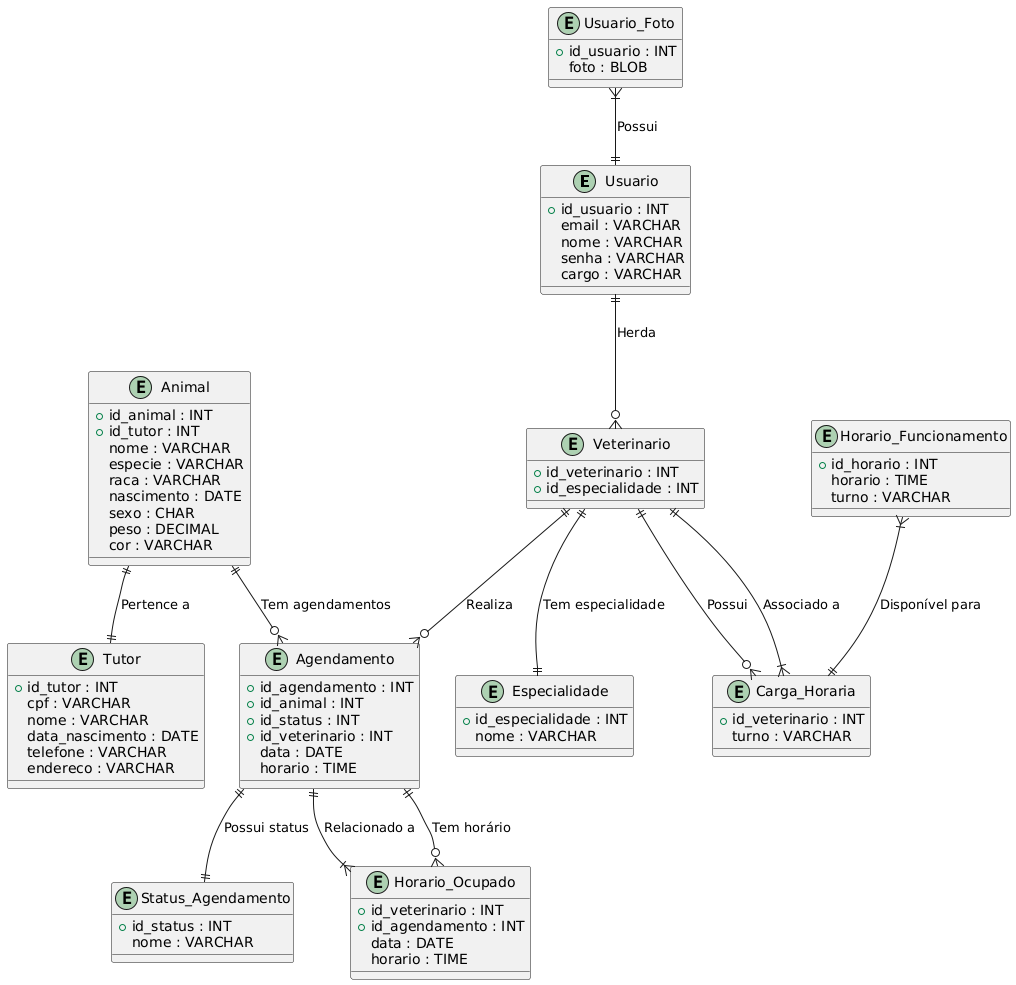 E Usuario_Foto
id_usuario : INT
foto : BLOB
Possui
E Usuario
id_usuario : INT
email : VARCHAR
nome : VARCHAR
senha : VARCHAR
cargo : VARCHAR
Herda
E Animal
id_animal : INT
id_tutor : INT
nome : VARCHAR
especie : VARCHAR
raca : VARCHAR
nascimento : DATE
sexo : CHAR
peso : DECIMAL
cor : VARCHAR
E Veterinario
id_veterinario : INT
id_especialidade : INT
E Horario_Funcionamento
id_horario : INT
horario : TIME
turno : VARCHAR
Pertence a
Tem agendamentos
Realiza
Tem especialidade
Possui
Associado a
Disponível para
E Tutor
id_tutor : INT
cpf : VARCHAR
nome : VARCHAR
data_nascimento : DATE
telefone : VARCHAR
endereco : VARCHAR
E Agendamento
id_agendamento : INT
id_animal : INT
id_status : INT
id_veterinario : INT
data : DATE
horario : TIME
E Especialidade
id_especialidade : INT
nome : VARCHAR
E Carga_Horaria
id_veterinario : INT
turno : VARCHAR
Possui status
Relacionado a
Tem horário
E Status_Agendamento
id_status : INT
nome : VARCHAR
E Horario_Ocupado
id_veterinario : INT
id_agendamento : INT
data : DATE
horario : TIME